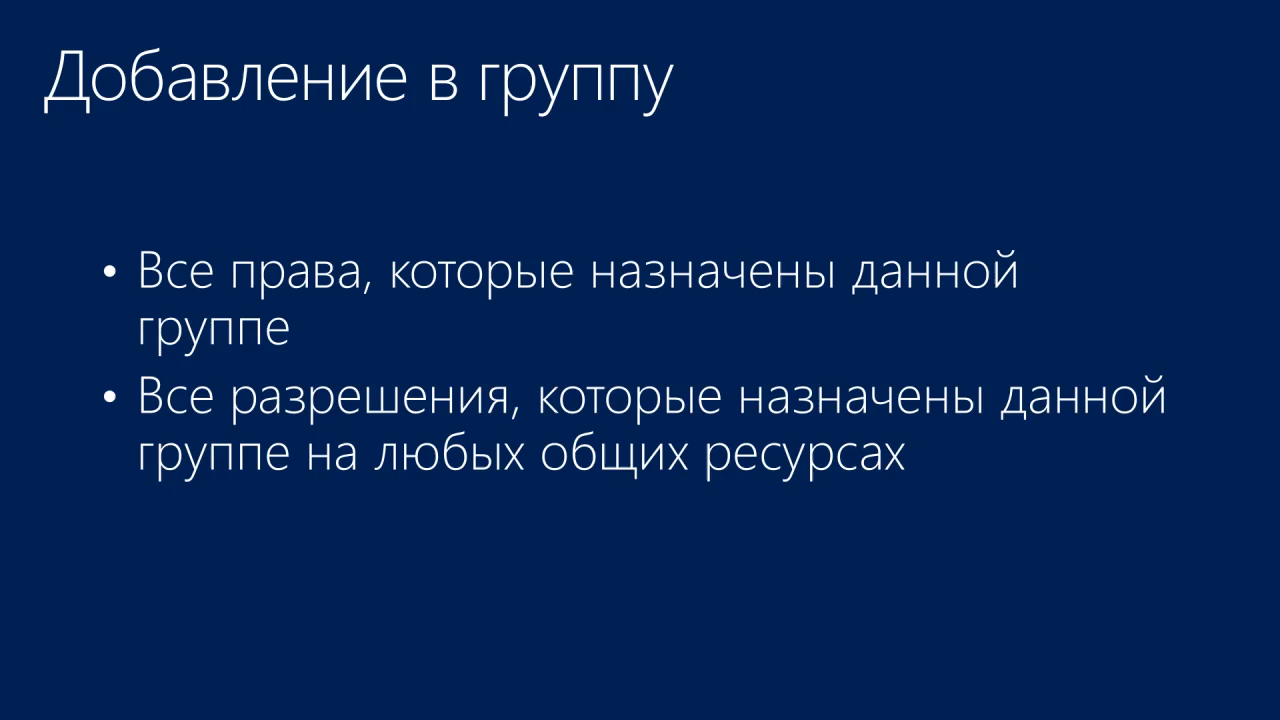 Добавление в группу
• Все права, которые назначены данной
группе
• Все разрешения, которые назначены данной
группе на любых общих ресурсах